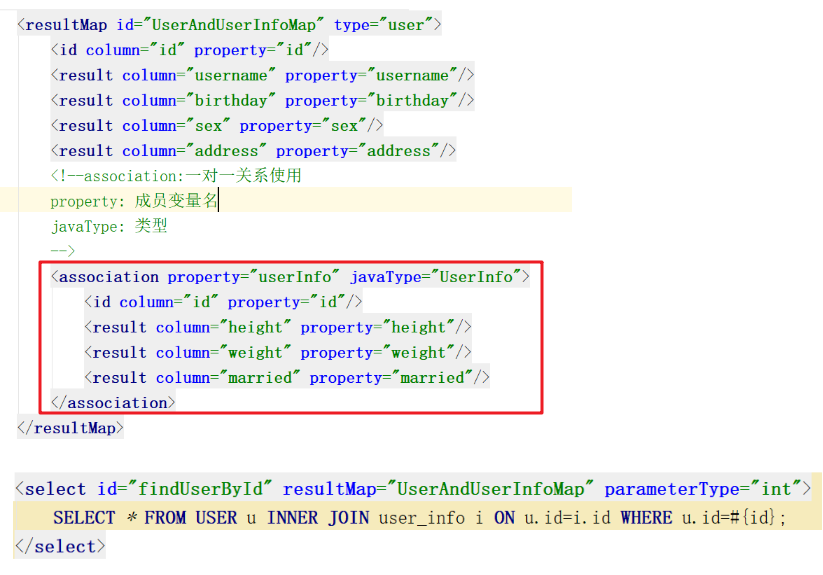 <resultMap id="UserAndUserInfoMap" type="user">
<id column="id" property="id"/>
<result column="username" property="username"/>
<result column="birthday" property="birthday"/>
<result column="sex" property="sex"/>
<result column="address" property="address"/>
<!--association:一对一关系使用
property: 成员变量名
javaType: 类型
-->
<association property="userInfo" javaType="UserInfo">
<id column="id" property="id"/>
<result column="height" property="height"/>
<result column="weight" property="weight"/>
<result column="married" property="married"/>
</association>
</resultMap>
<select id="findUserById" resultMap="UserAndUserInfoMap" parameterType="int">
SELECT * FROM USER u INNER JOIN user_info i ON u.id=i.id WHERE u.id=#{id};
</select>